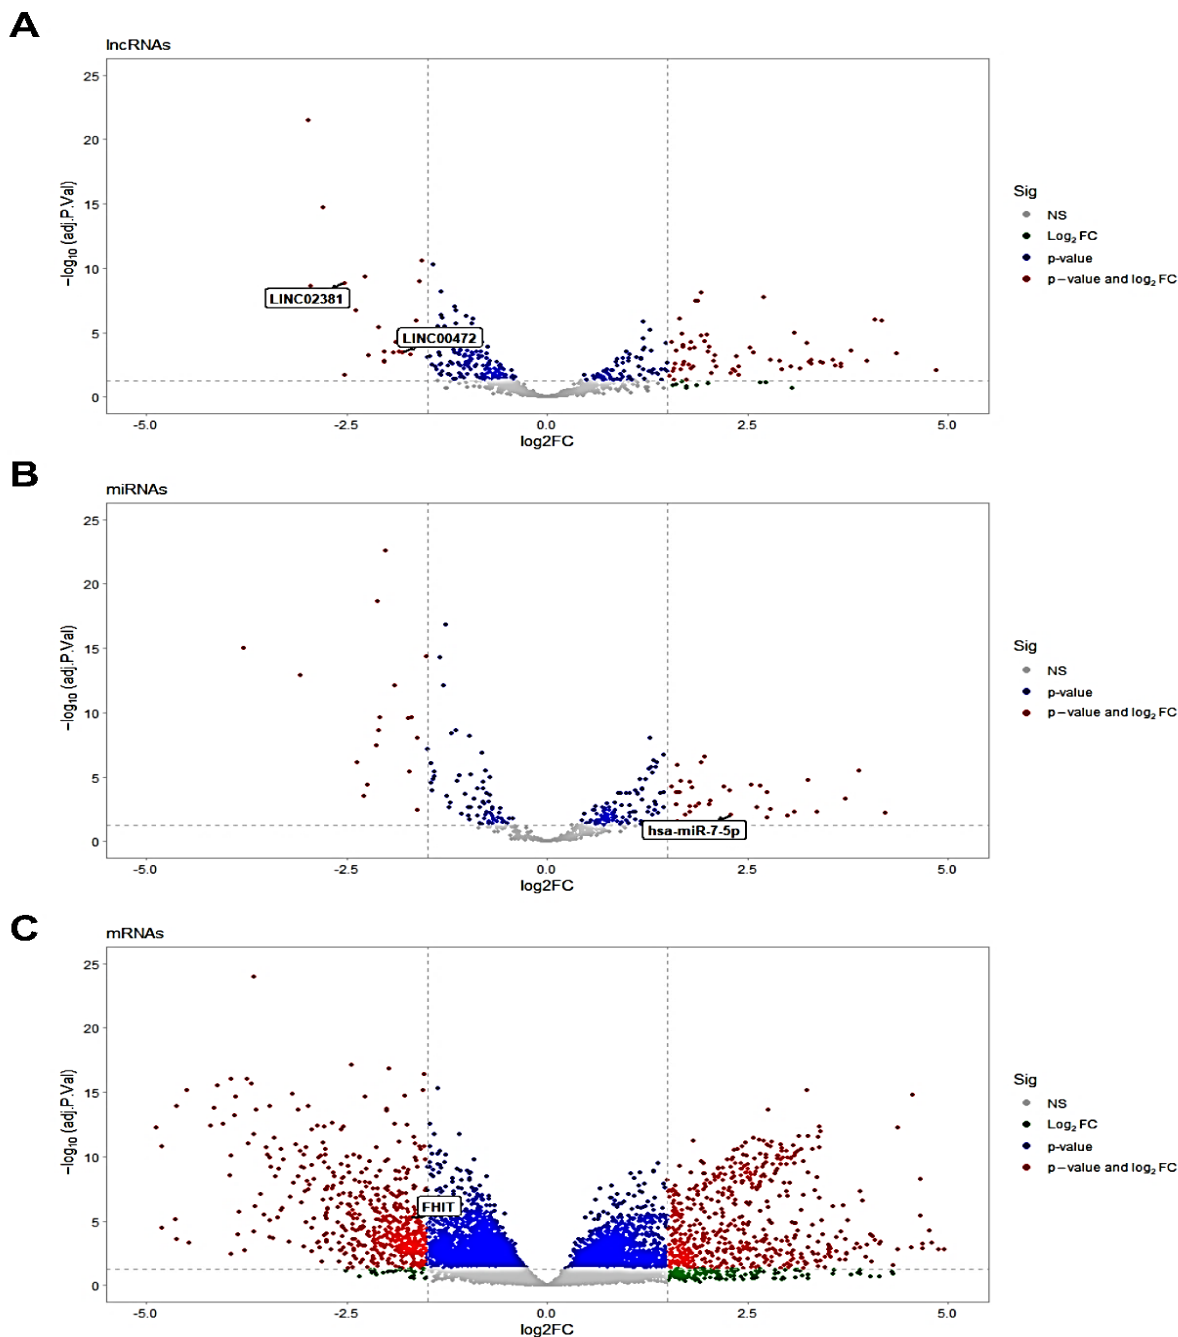 A
lncRNAs
25
20
15
10
5
0
−log₁₀ (adj.P.Val)
LINC02381
LINC00472
-5.0 -2.5 0.0 2.5 5.0
log2FC
Sig
NS
Log₂ FC
p-value
p−value and log₂ FC
B
miRNAs
25
20
15
10
5
0
−log₁₀ (adj.P.Val)
hsa-miR-7-5p
-5.0 -2.5 0.0 2.5 5.0
log2FC
Sig
NS
p-value
p−value and log₂ FC
C
mRNAs
25
20
15
10
5
0
−log₁₀ (adj.P.Val)
FHIT
-5.0 -2.5 0.0 2.5 5.0
log2FC
Sig
NS
Log₂ FC
p-value
p−value and log₂ FC